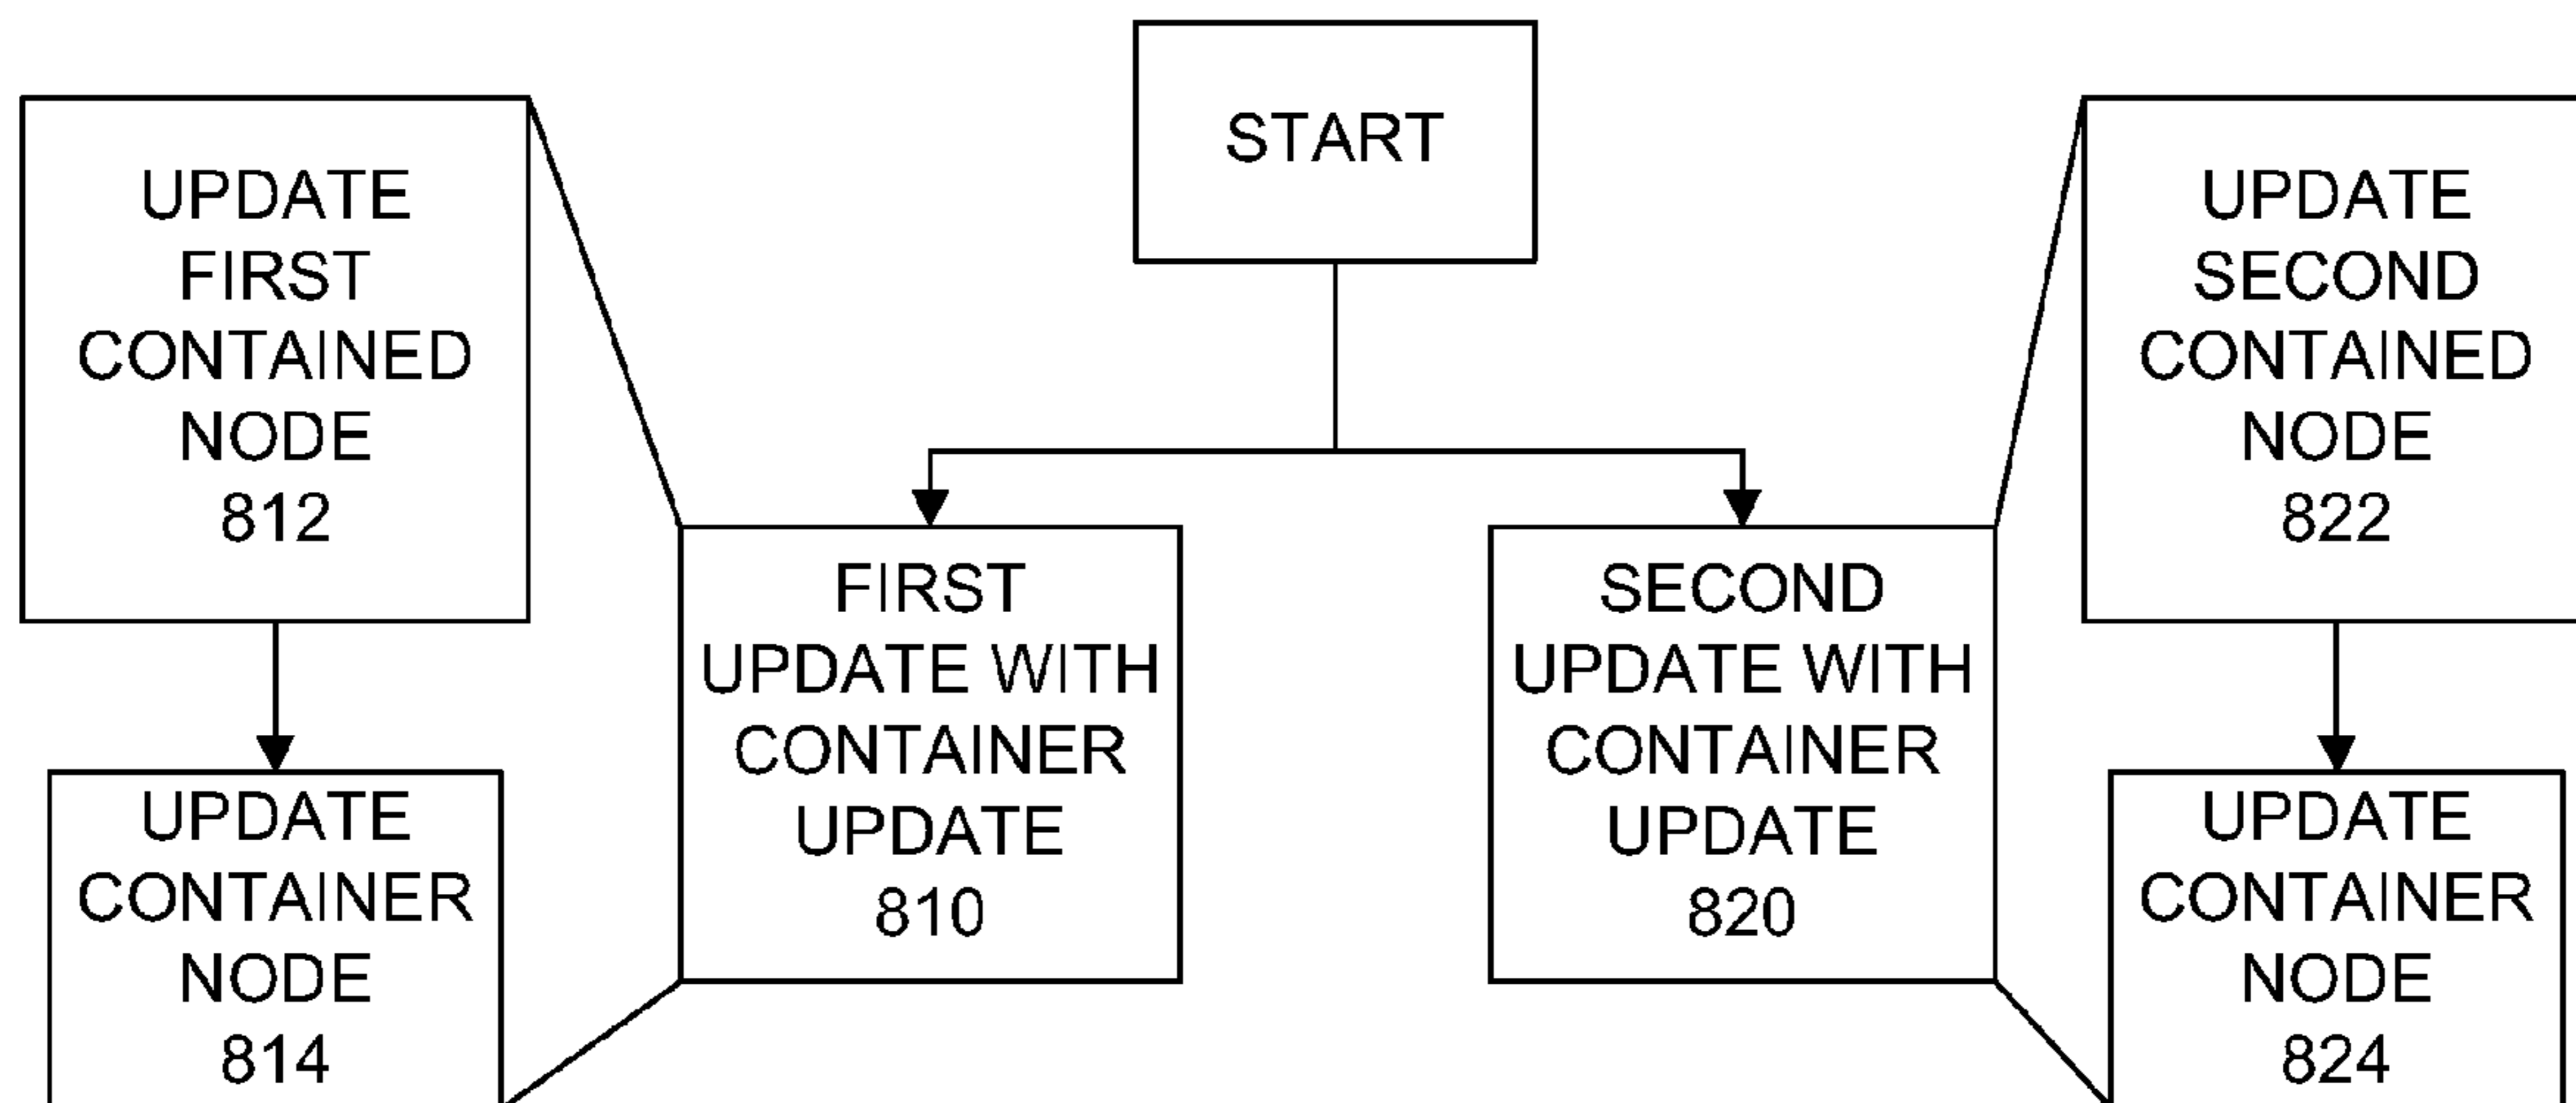 START
UPDATE
FIRST
CONTAINED
NODE
812
UPDATE
SECOND
CONTAINED
NODE
822
FIRST
UPDATE WITH
CONTAINER
UPDATE
810
SECOND
UPDATE WITH
CONTAINER
UPDATE
820
UPDATE
CONTAINER
NODE
814
UPDATE
CONTAINER
NODE
824